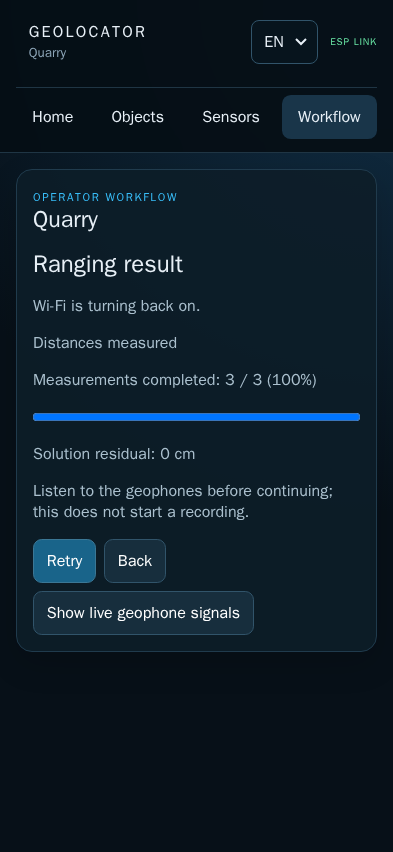 GEOLOCATOR
Quarry
EN
ESP LINK
Home
Objects
Sensors
Workflow
OPERATOR WORKFLOW
Quarry
Ranging result
Wi-Fi is turning back on.
Distances measured
Measurements completed: 3 / 3 (100%)
Solution residual: 0 cm
Listen to the geophones before continuing;
this does not start a recording.
Retry
Back
Show live geophone signals